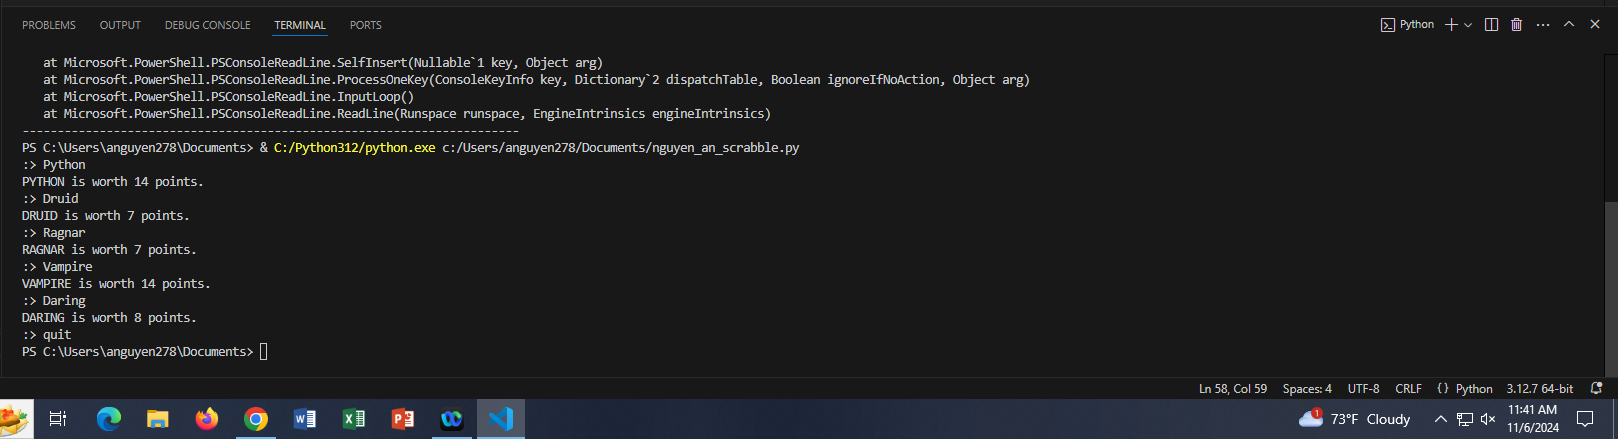 PROBLEMS OUTPUT DEBUG CONSOLE TERMINAL PORTS Python
at Microsoft.PowerShell.PSConsoleReadLine.SelfInsert(Nullable`1 key, Object arg)
at Microsoft.PowerShell.PSConsoleReadLine.ProcessOneKey(ConsoleKeyInfo key, Dictionary`2 dispatchTable, Boolean ignoreIfNoAction, Object arg)
at Microsoft.PowerShell.PSConsoleReadLine.InputLoop()
at Microsoft.PowerShell.PSConsoleReadLine.ReadLine(Runspace runspace, EngineIntrinsics engineIntrinsics)
-----------------------------------------------------------------------
PS C:\Users\anguyen278\Documents> & C:/Python312/python.exe c:/Users/anguyen278/Documents/nguyen_an_scrabble.py
:> Python
PYTHON is worth 14 points.
:> Druid
DRUID is worth 7 points.
:> Ragnar
RAGNAR is worth 7 points.
:> Vampire
VAMPIRE is worth 14 points.
:> Daring
DARING is worth 8 points.
:> quit
PS C:\Users\anguyen278\Documents>
Ln 58, Col 59 Spaces: 4 UTF-8 CRLF {} Python 3.12.7 64-bit
1 73°F Cloudy 11:41 AM
11/6/2024